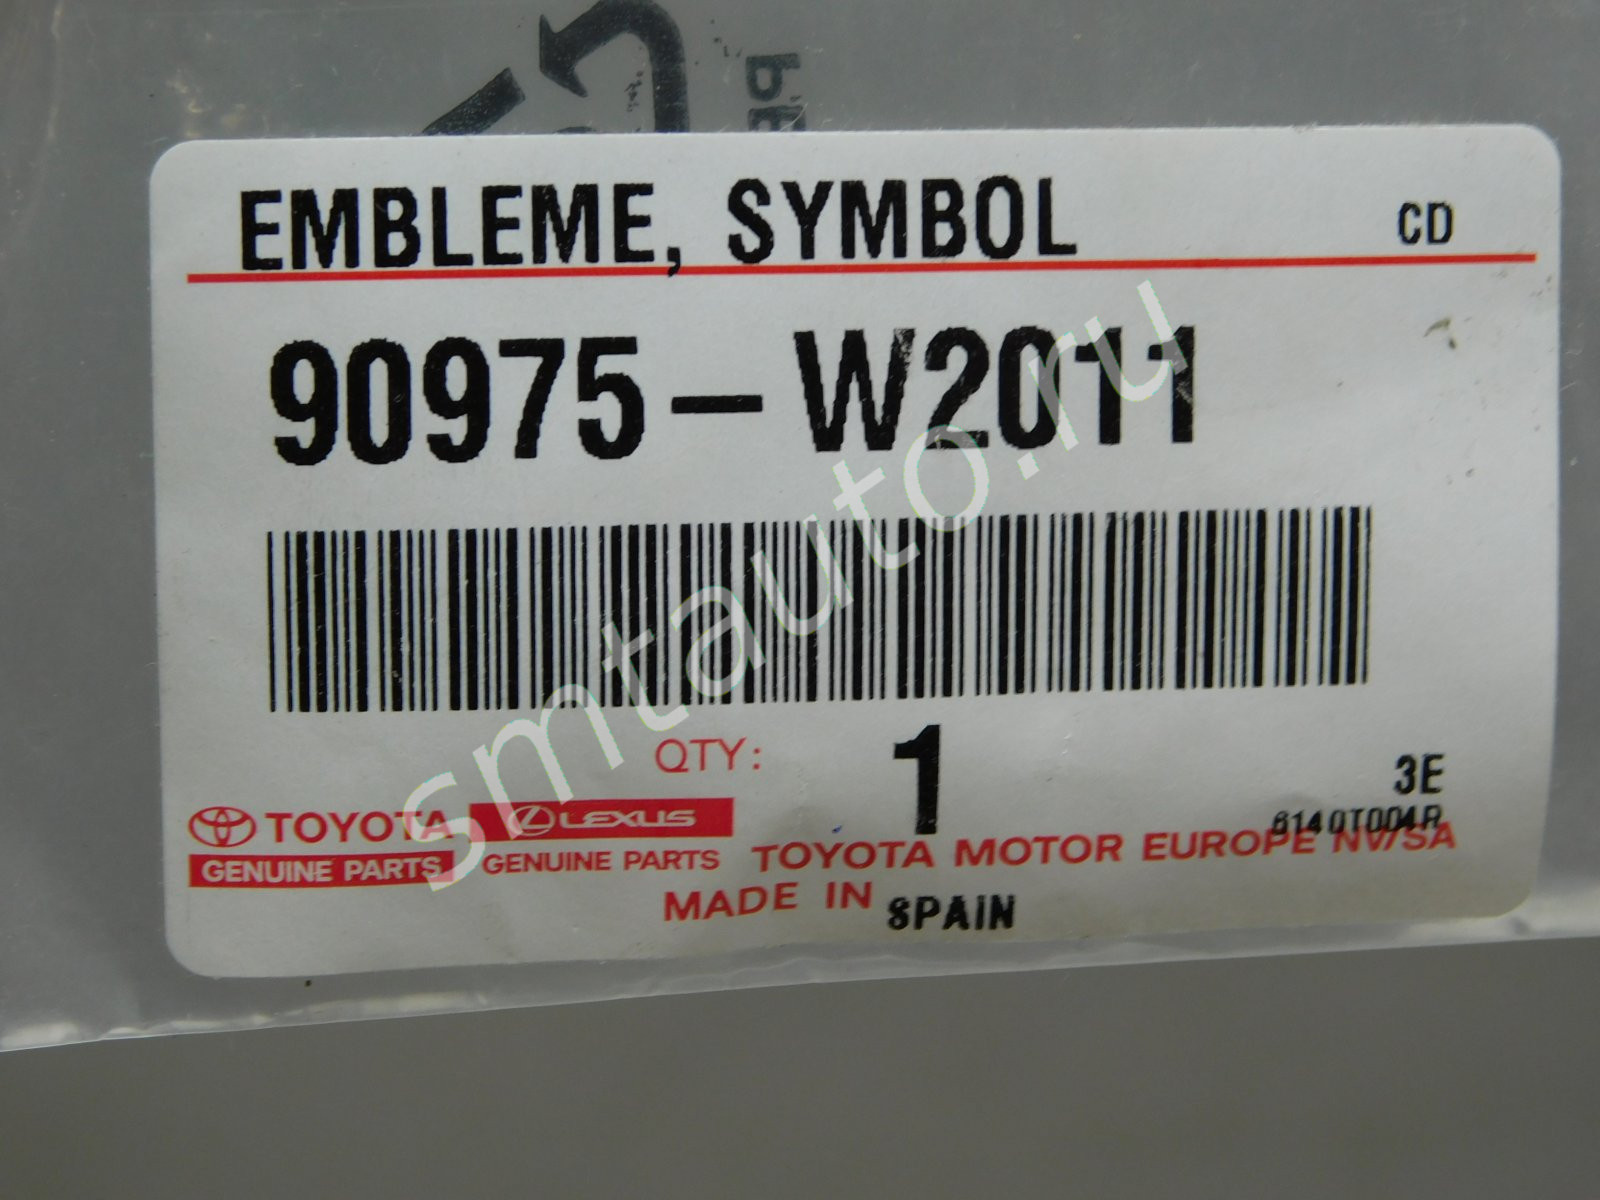 EMBLEME, SYMBOL CD
90975-W2011
QTY: 1 3E
6140T004R
TOYOTA LEXUS
GENUINE PARTS GENUINE PARTS TOYOTA MOTOR EUROPE NV/SA
MADE IN SPAIN
smtauto.ru